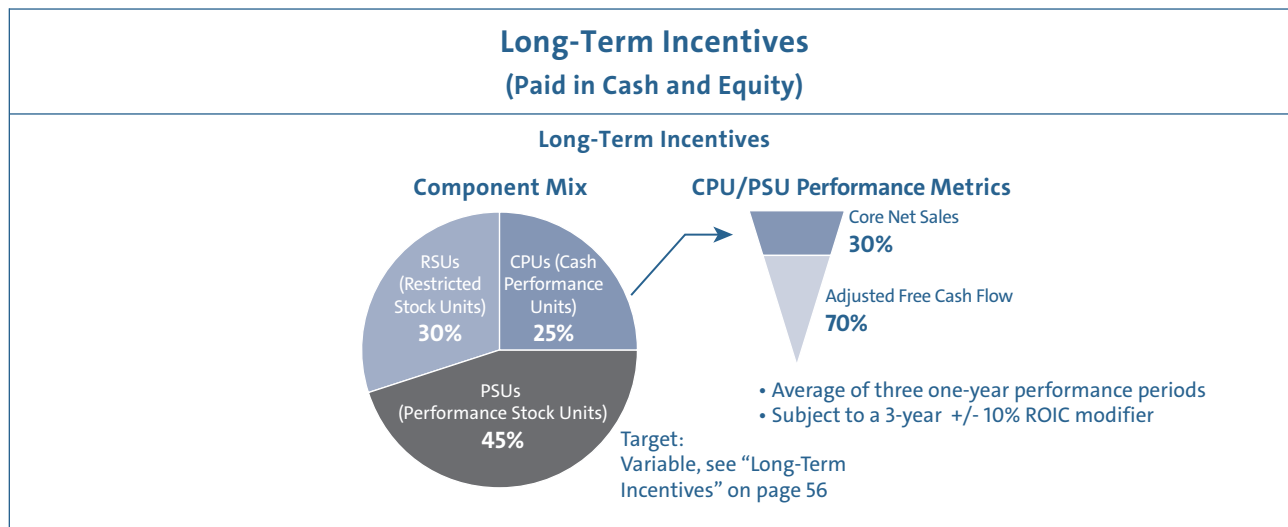 Long-Term Incentives
(Paid in Cash and Equity)
Long-Term Incentives
Component Mix
RSUs
(Restricted
Stock Units)
30%
CPUs (Cash
Performance
Units)
25%
PSUs
(Performance Stock Units)
45%
Target:
Variable, see “Long-Term
Incentives” on page 56
CPU/PSU Performance Metrics
Core Net Sales
30%
Adjusted Free Cash Flow
70%
• Average of three one-year performance periods
• Subject to a 3-year +/- 10% ROIC modifier